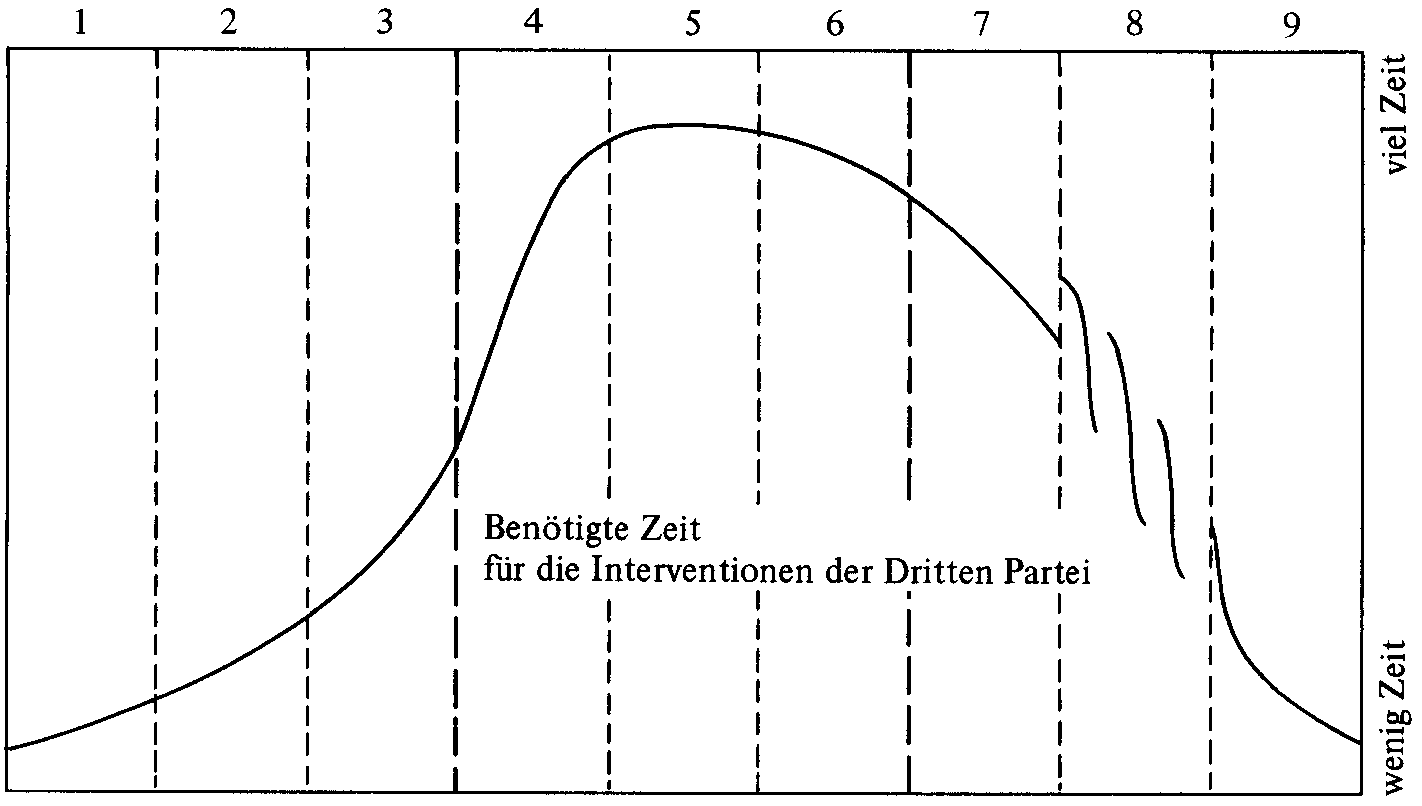 1 2 3 4 5 6 7 8 9
viel Zeit
Benötigte Zeit
für die Interventionen der Dritten Partei
wenig Zeit